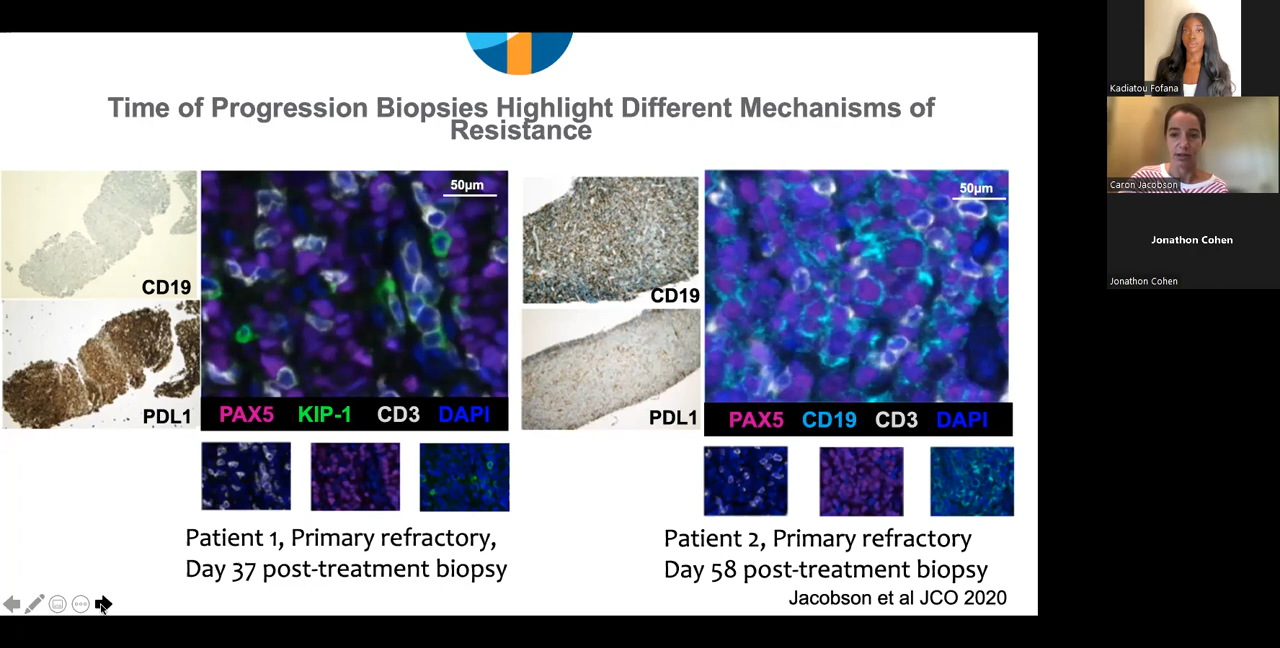 Time of Progression Biopsies Highlight Different Mechanisms of
Resistance
CD19
PDL1
50µm
PAX5 KIP-1 CD3 DAPI
CD19
PDL1
50µm
PAX5 CD19 CD3 DAPI
Patient 1, Primary refractory,
Day 37 post-treatment biopsy
Patient 2, Primary refractory
Day 58 post-treatment biopsy
Jacobson et al JCO 2020
Kadiatou Fofana
Caron Jacobson
Jonathon Cohen
Jonathon Cohen